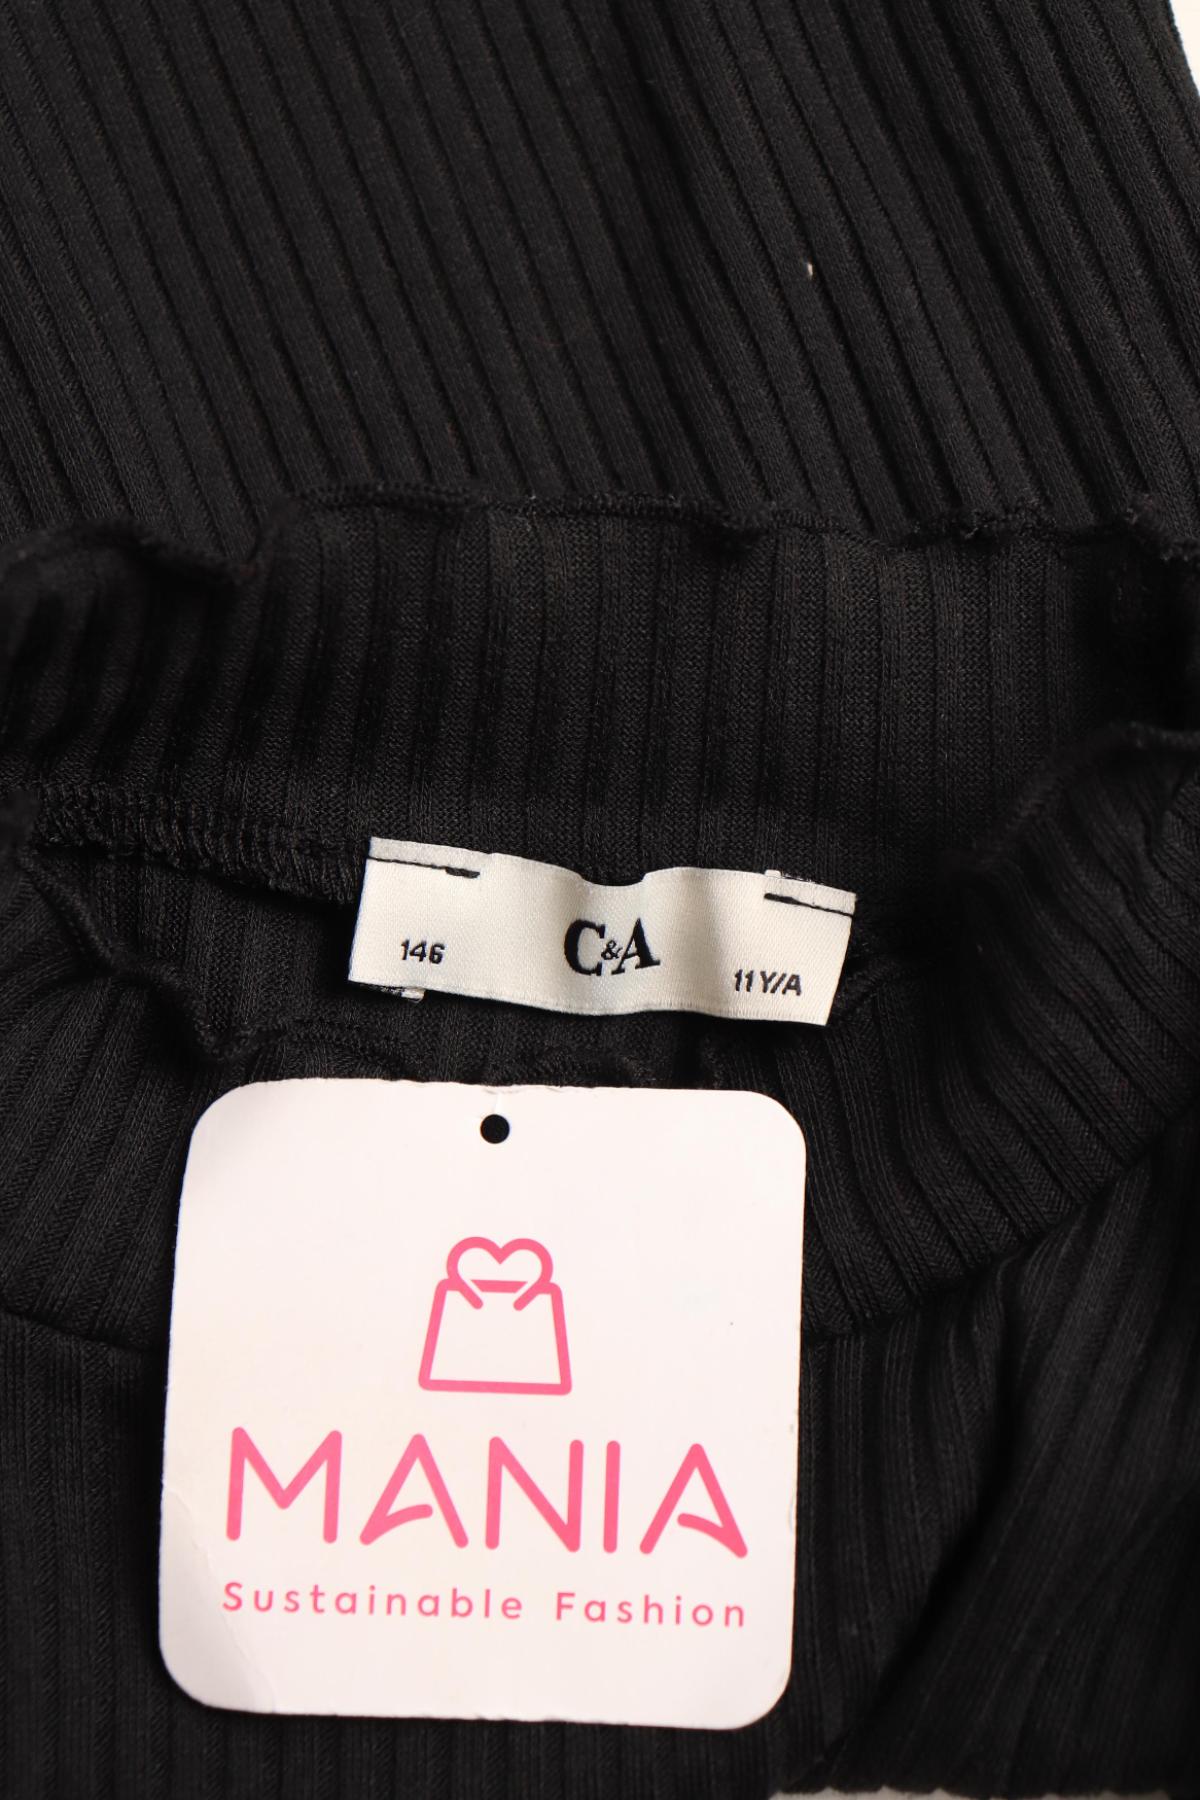 146 C&A 11Y/A
MANIA
Sustainable Fashion